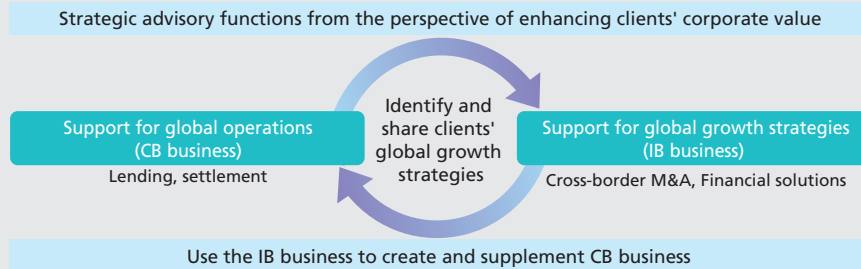 Strategic advisory functions from the perspective of enhancing clients' corporate value
Identify and
share clients'
global growth
strategies
Support for global operations
(CB business)
Lending, settlement
Support for global growth strategies
(IB business)
Cross-border M&A, Financial solutions
Use the IB business to create and supplement CB business